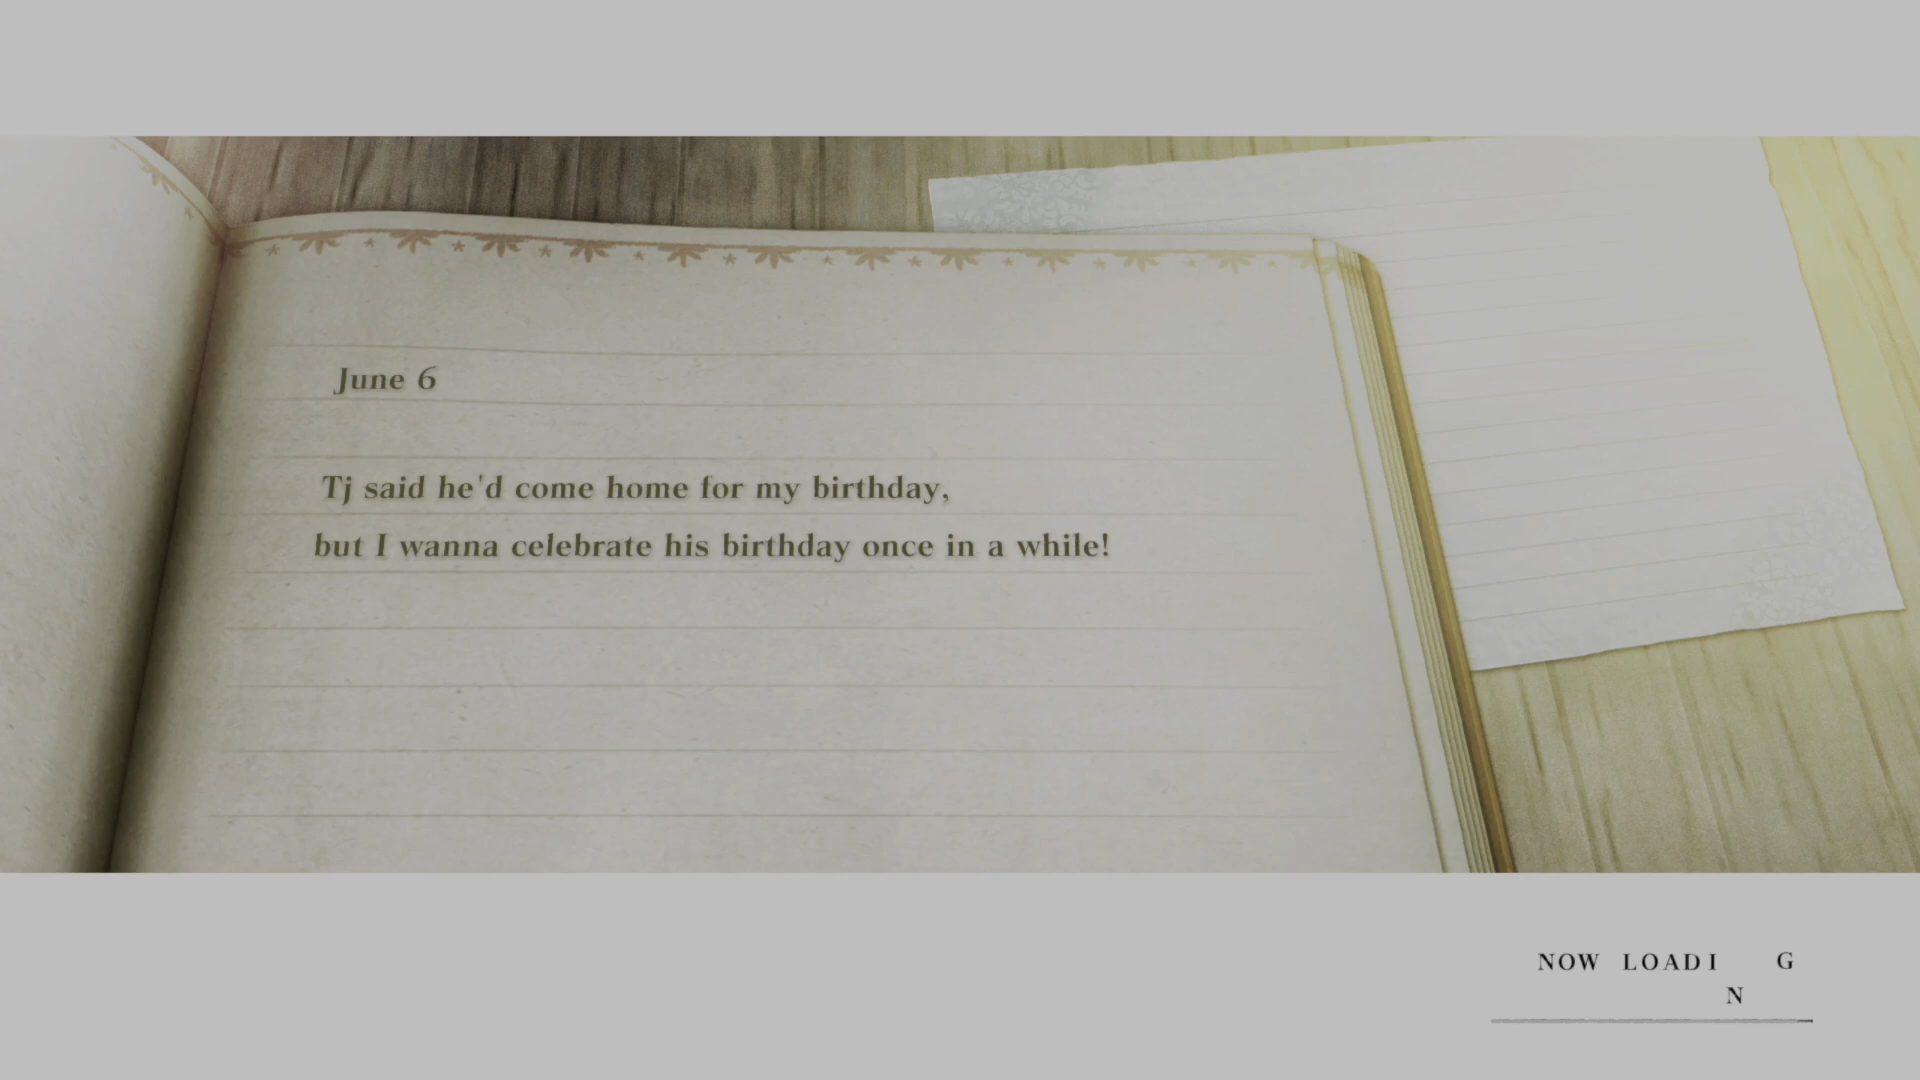 June 6
Tj said he'd come home for my birthday,
but I wanna celebrate his birthday once in a while!
NOW LOADING